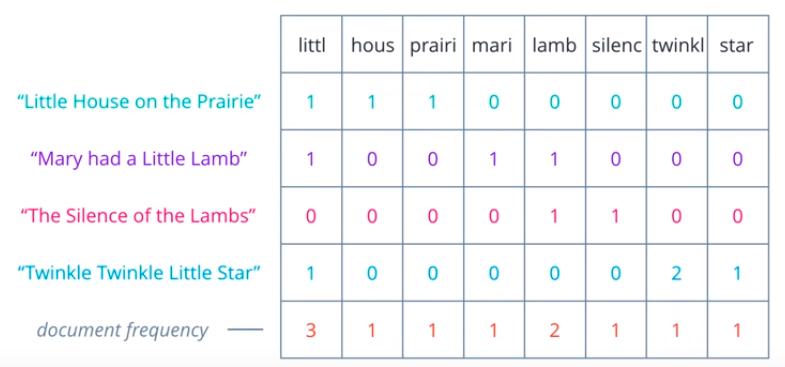 littl hous prairi mari lamb silenc twinkl star
“Little House on the Prairie” 1 1 1 0 0 0 0 0
“Mary had a Little Lamb” 1 0 0 1 1 0 0 0
“The Silence of the Lambs” 0 0 0 0 1 1 0 0
“Twinkle Twinkle Little Star” 1 0 0 0 0 0 2 1
document frequency 3 1 1 1 2 1 1 1